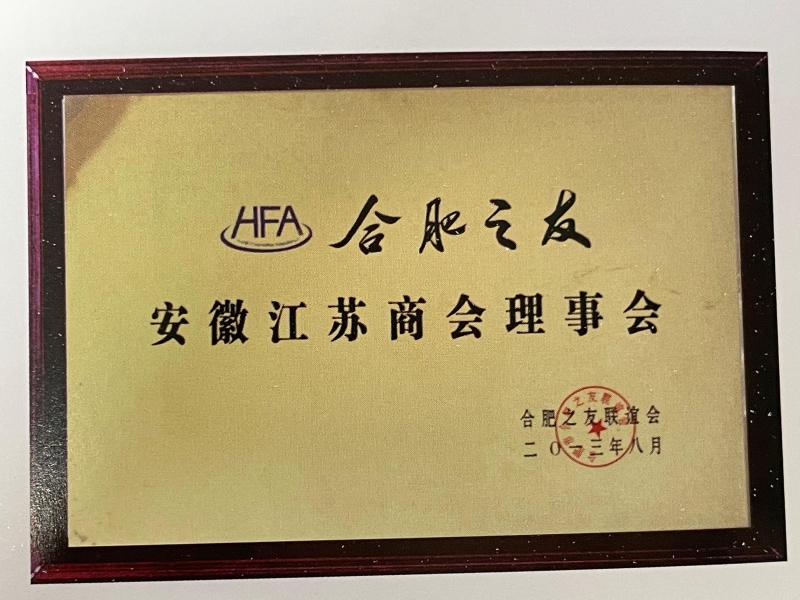 HFA 合肥之友
安徽江苏商会理事会
合肥之友联谊会
二〇一三年八月